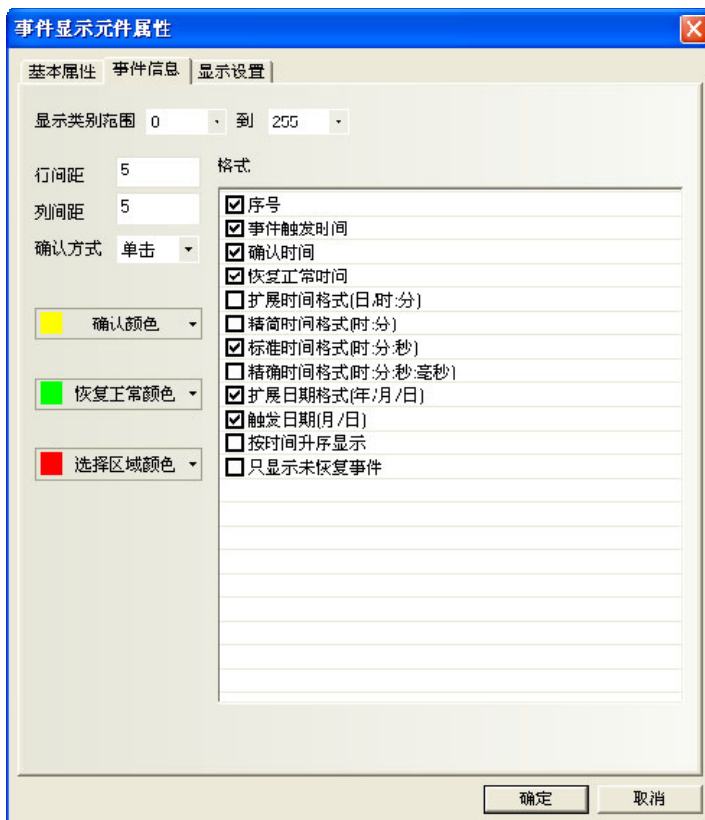 事件显示元件属性
基本属性 事件信息 显示设置
显示类别范围 0 到 255
行间距 5
列间距 5
确认方式 单击
确认颜色
恢复正常颜色
选择区域颜色
格式
序号
事件触发时间
确认时间
恢复正常时间
扩展时间格式(日/时:分)
精简时间格式(时:分)
标准时间格式(时:分:秒)
精确时间格式(时:分:秒:毫秒)
扩展日期格式(年/月/日)
触发日期(月/日)
按时间升序显示
只显示未恢复事件
确定 取消